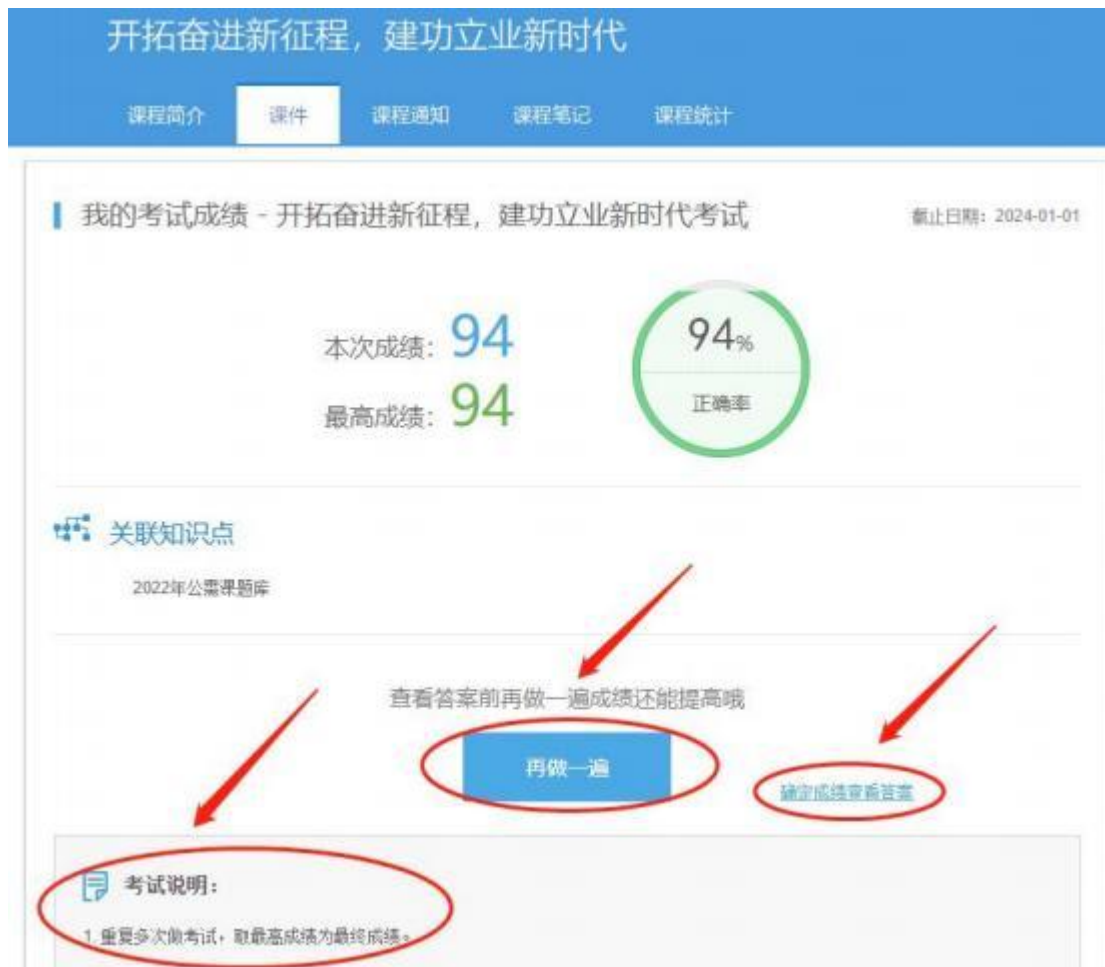 开拓奋进新征程，建功立业新时代
课程简介 课件 课程通知 课程笔记 课程统计
我的考试成绩 - 开拓奋进新征程，建功立业新时代考试 截止日期：2024-01-01
本次成绩：94
最高成绩：94
94%
正确率
关联知识点
2022年公需课题库
查看答案前再做一遍成绩还能提高哦
再做一遍
确定成绩查看答案
考试说明：
1. 重复多次做考试，取最高成绩为最终成绩。